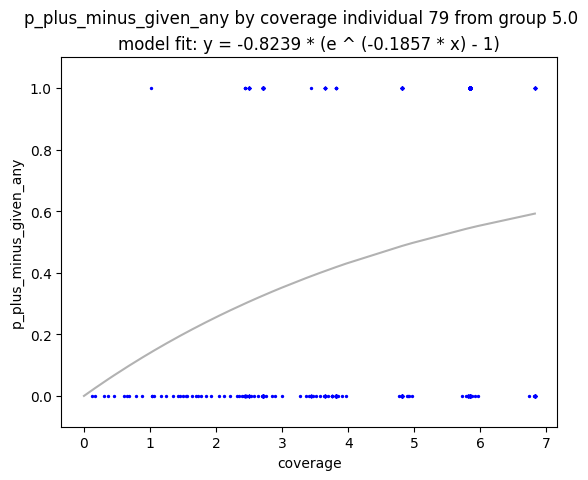 p_plus_minus_given_any by coverage individual 79 from group 5.0
model fit: y = -0.8239 * (e ^ (-0.1857 * x) - 1)
1.0
0.8
0.6
0.4
0.2
0.0
p_plus_minus_given_any
0 1 2 3 4 5 6 7
coverage